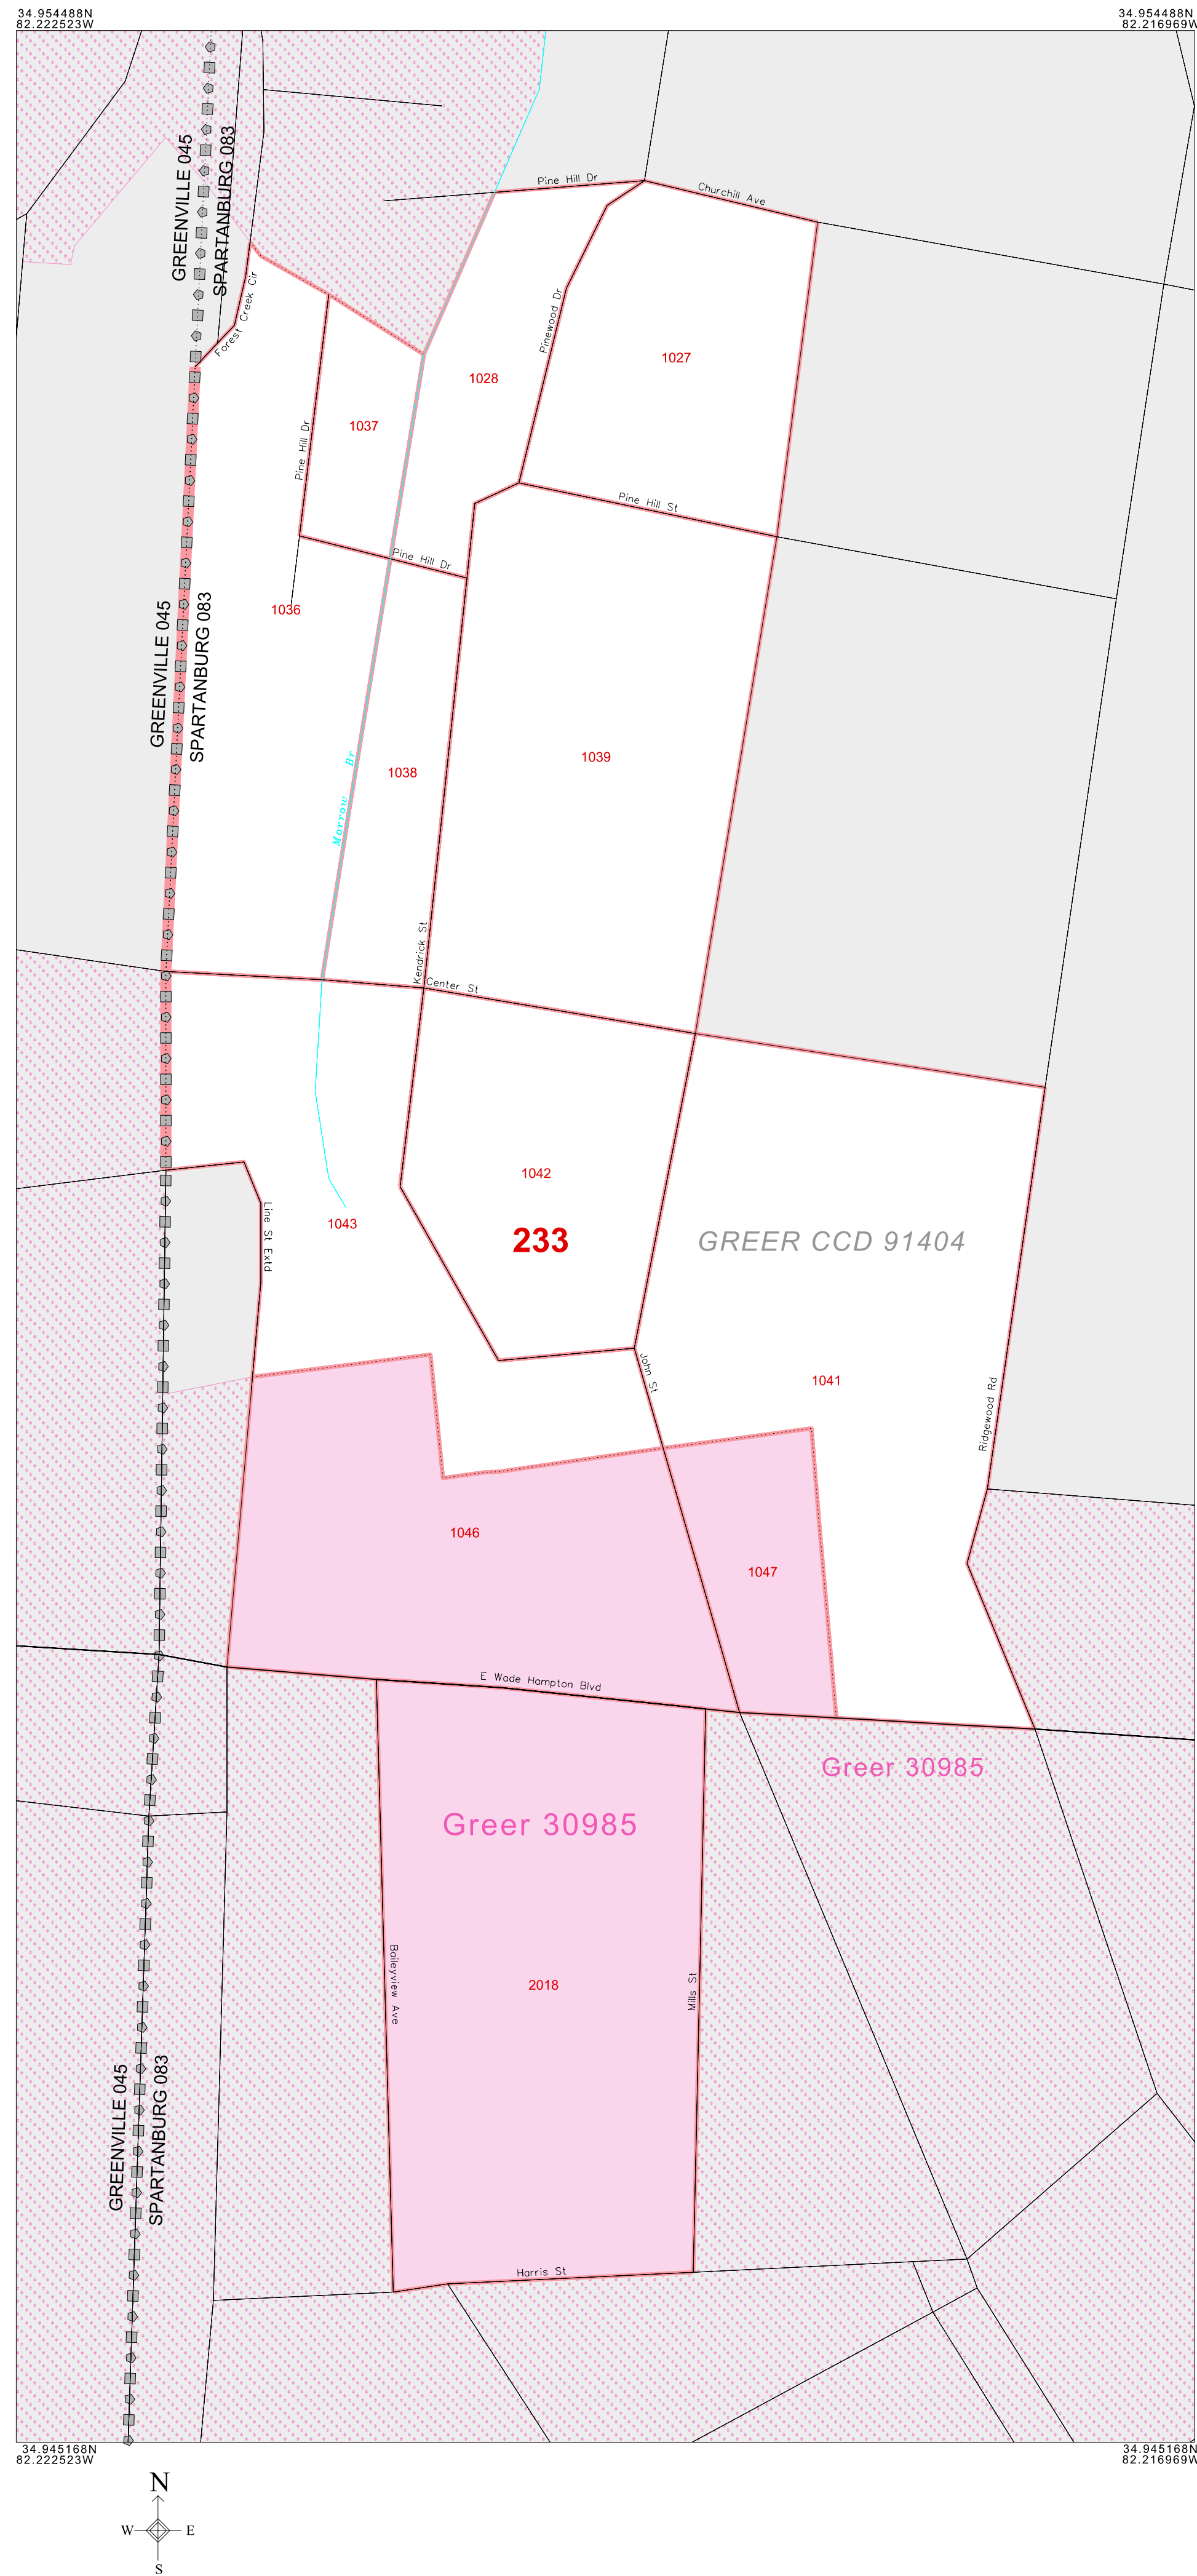 34.954488N
82.222523W
34.954488N
82.216969W
GREENVILLE 045
SPARTANBURG 083
Pine Hill Dr
Churchill Ave
Forest Creek Cir
Pinewood Dr
1027
1028
1037
Pine Hill Dr
Pine Hill St
Pine Hill Dr
1036
GREENVILLE 045
SPARTANBURG 083
1039
1038
Morrow Br
Kendrick St
Center St
1042
1043
Line St Extd
233
GREER CCD 91404
John St
1041
Ridgewood Rd
1046
1047
E Wade Hampton Blvd
Greer 30985
Greer 30985
Baileyview Ave
2018
Mills St
GREENVILLE 045
SPARTANBURG 083
Harris St
34.945168N
82.222523W
34.945168N
82.216969W
N
W
E
S